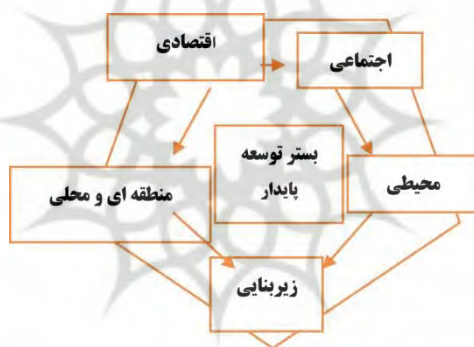 اقتصادی
اجتماعی
بستر توسعه
پایدار
محیطی
منطقه ای و محلی
زیربنایی